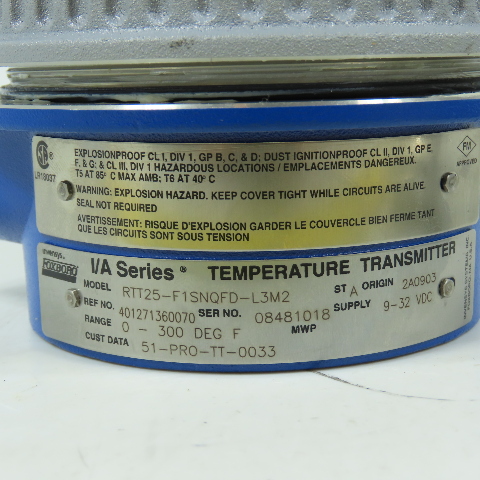 EXPLOSIONPROOF CL I, DIV 1, GP B, C, & D; DUST IGNITIONPROOF CL II, DIV 1, GP E,
F, & G; & CL III, DIV 1 HAZARDOUS LOCATIONS / EMPLACEMENTS DANGEREUX.
T5 AT 85° C MAX AMB; T6 AT 40° C
WARNING: EXPLOSION HAZARD. KEEP COVER TIGHT WHILE CIRCUITS ARE ALIVE.
SEAL NOT REQUIRED
AVERTISSEMENT: RISQUE D'EXPLOSION GARDER LE COUVERCLE BIEN FERME TANT
QUE LES CIRCUITS SONT SOUS TENSION
LR18037
FM
APPROVED
invensys
FOXBORO
I/A Series® TEMPERATURE TRANSMITTER
MODEL RTT25-F1SNQFD-L3M2 ST A ORIGIN 2A0903
REF NO. 401271360070 SER NO. 08481018 SUPPLY 9-32 VDC
RANGE 0 - 300 DEG F MWP
CUST DATA 51-PRO-TT-0033